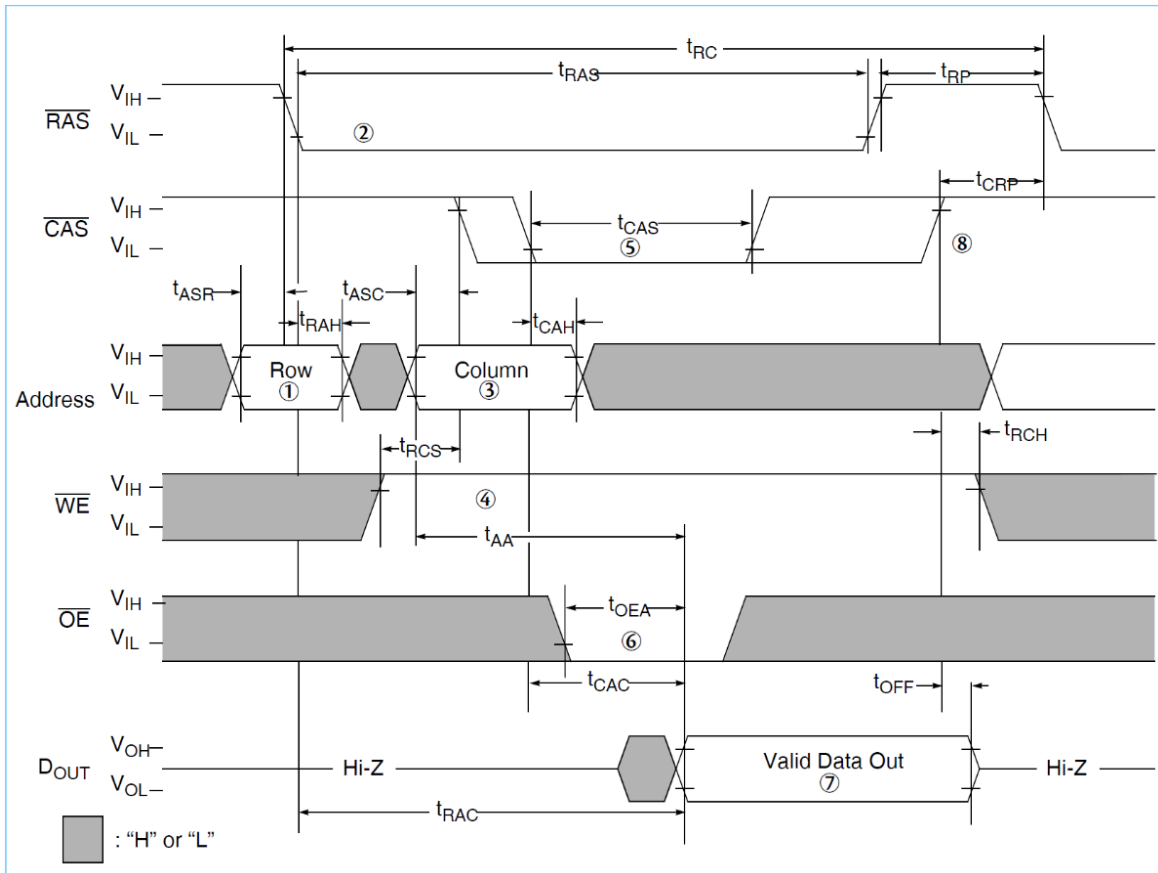 tRC
tRAS
tRP
VIH
RAS
VIL
②
tCRP
VIH
CAS
VIL
tCAS
⑤
⑧
tASR
tRAH
tASC
tCAH
VIH
Address
VIL
Row
①
Column
③
tRCS
tRCH
VIH
WE
VIL
④
tAA
VIH
OE
VIL
tOEA
⑥
tCAC
tOFF
VOH
DOUT
VOL
Hi-Z
Valid Data Out
⑦
Hi-Z
tRAC
: “H” or “L”